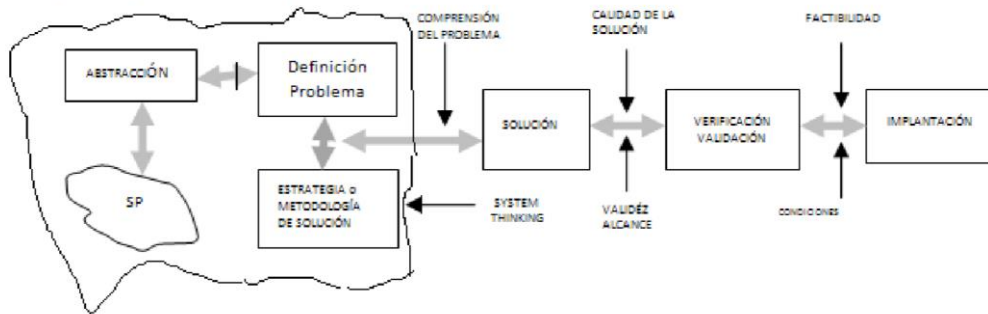 COMPRENSIÓN
DEL PROBLEMA
CAUDAD DE LA
SOLUCIÓN
FACTIBILIDAD
ABSTRACCIÓN
Definición
Problema
SOLUCIÓN
VERIFICACIÓN
VALIDACIÓN
IMPLANTACIÓN
SP
ESTRATEGIA o
METODOLOGÍA
DE SOLUCIÓN
SYSTEM
THINKING
VALIDÉZ
ALCANCE
CONDICIONES